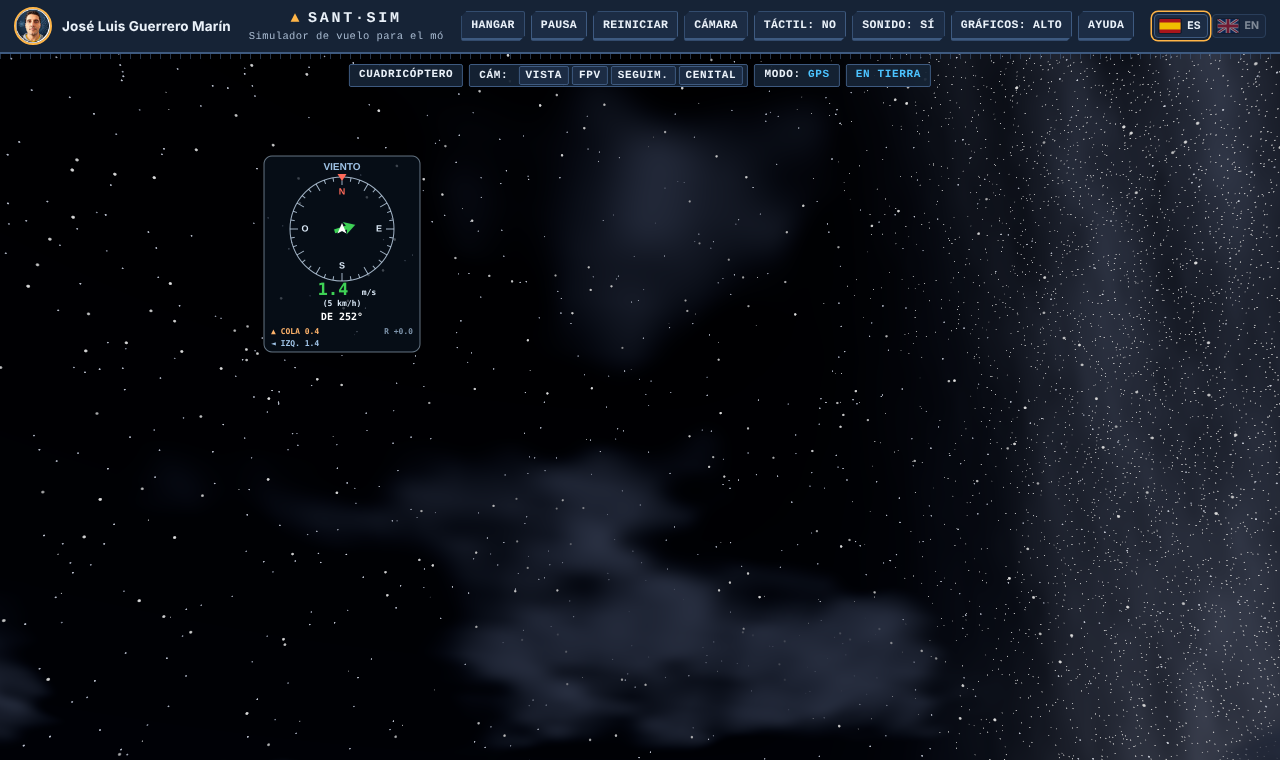 José Luis Guerrero Marín
▲ SANT·SIM
Simulador de vuelo para el mó
HANGAR
PAUSA
REINICIAR
CÁMARA
TÁCTIL: NO
SONIDO: SÍ
GRÁFICOS: ALTO
AYUDA
ES
EN
CUADRICÓPTERO
CÁM: VISTA FPV SEGUIM. CENITAL
MODO: GPS
EN TIERRA
VIENTO
N
O E
S
1.4 m/s
(5 km/h)
DE 252°
▲ COLA 0.4 R +0.0
◄ IZQ. 1.4